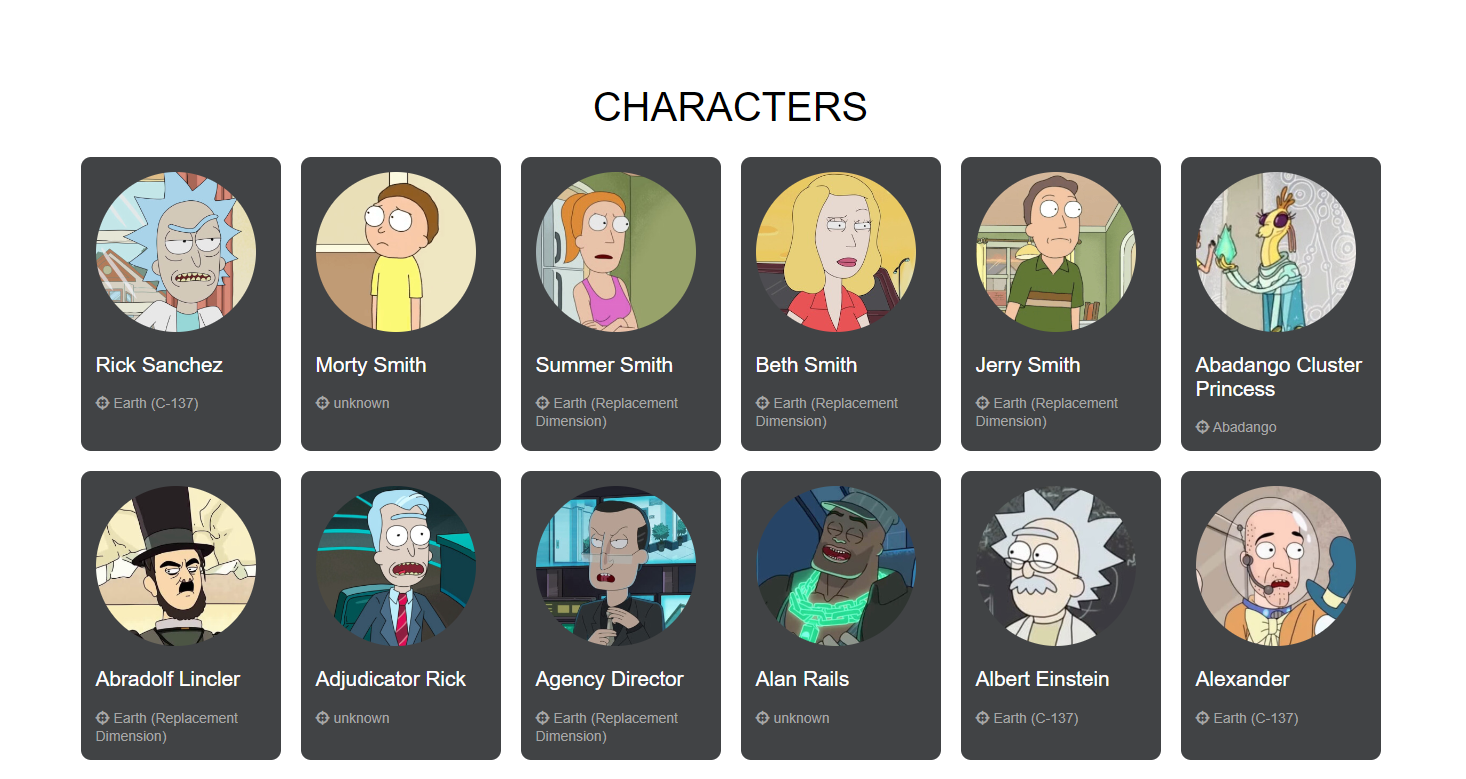 CHARACTERS
Rick Sanchez
Earth (C-137)
Morty Smith
unknown
Summer Smith
Earth (Replacement
Dimension)
Beth Smith
Earth (Replacement
Dimension)
Jerry Smith
Earth (Replacement
Dimension)
Abadango Cluster
Princess
Abadango
Abradolf Lincler
Earth (Replacement
Dimension)
Adjudicator Rick
unknown
Agency Director
Earth (Replacement
Dimension)
Alan Rails
unknown
Albert Einstein
Earth (C-137)
Alexander
Earth (C-137)